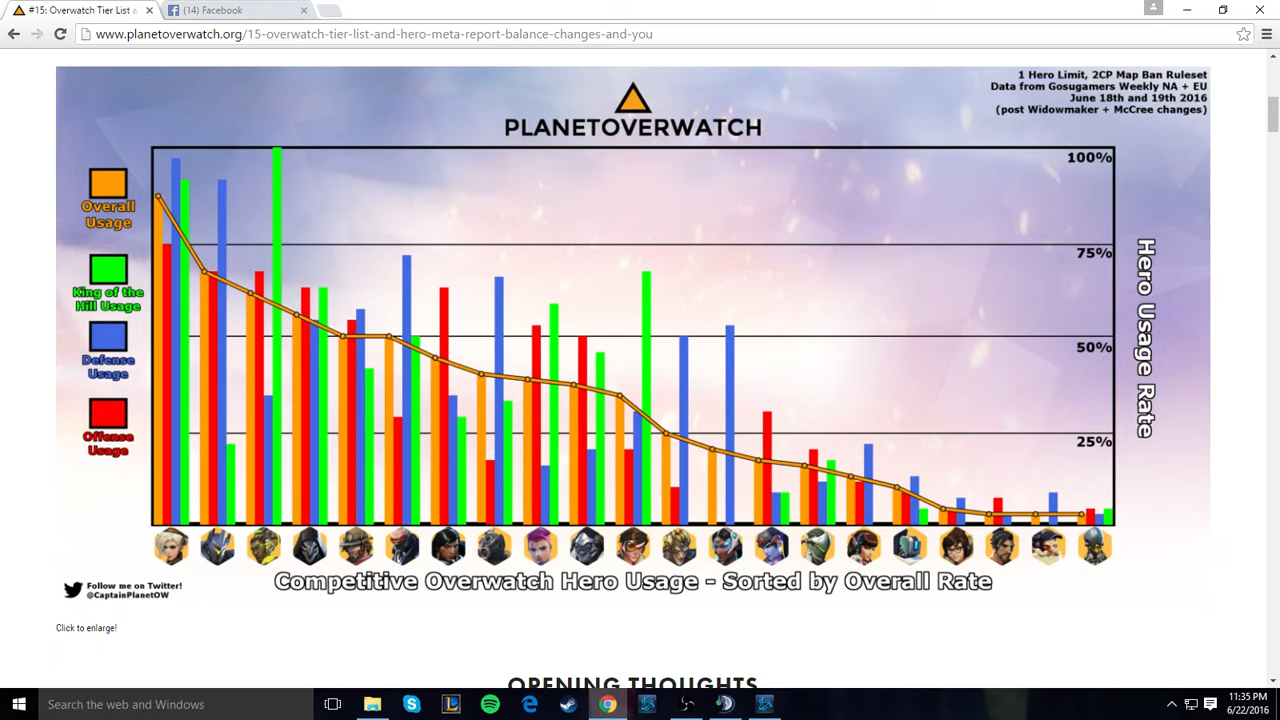 #15: Overwatch Tier List a
(14) Facebook
www.planetoverwatch.org/15-overwatch-tier-list-and-hero-meta-report-balance-changes-and-you
1 Hero Limit, 2CP Map Ban Ruleset
Data from Gosugamers Weekly NA + EU
June 18th and 19th 2016
(post Widowmaker + McCree changes)
PLANETOVERWATCH
100%
75%
50%
25%
Overall
Usage
King of the
Hill Usage
Defense
Usage
Offense
Usage
Hero Usage Rate
Competitive Overwatch Hero Usage - Sorted by Overall Rate
Follow me on Twitter!
@CaptainPlanetOW
Click to enlarge!
OPENING THOUGHTS
Search the web and Windows
11:35 PM
6/22/2016